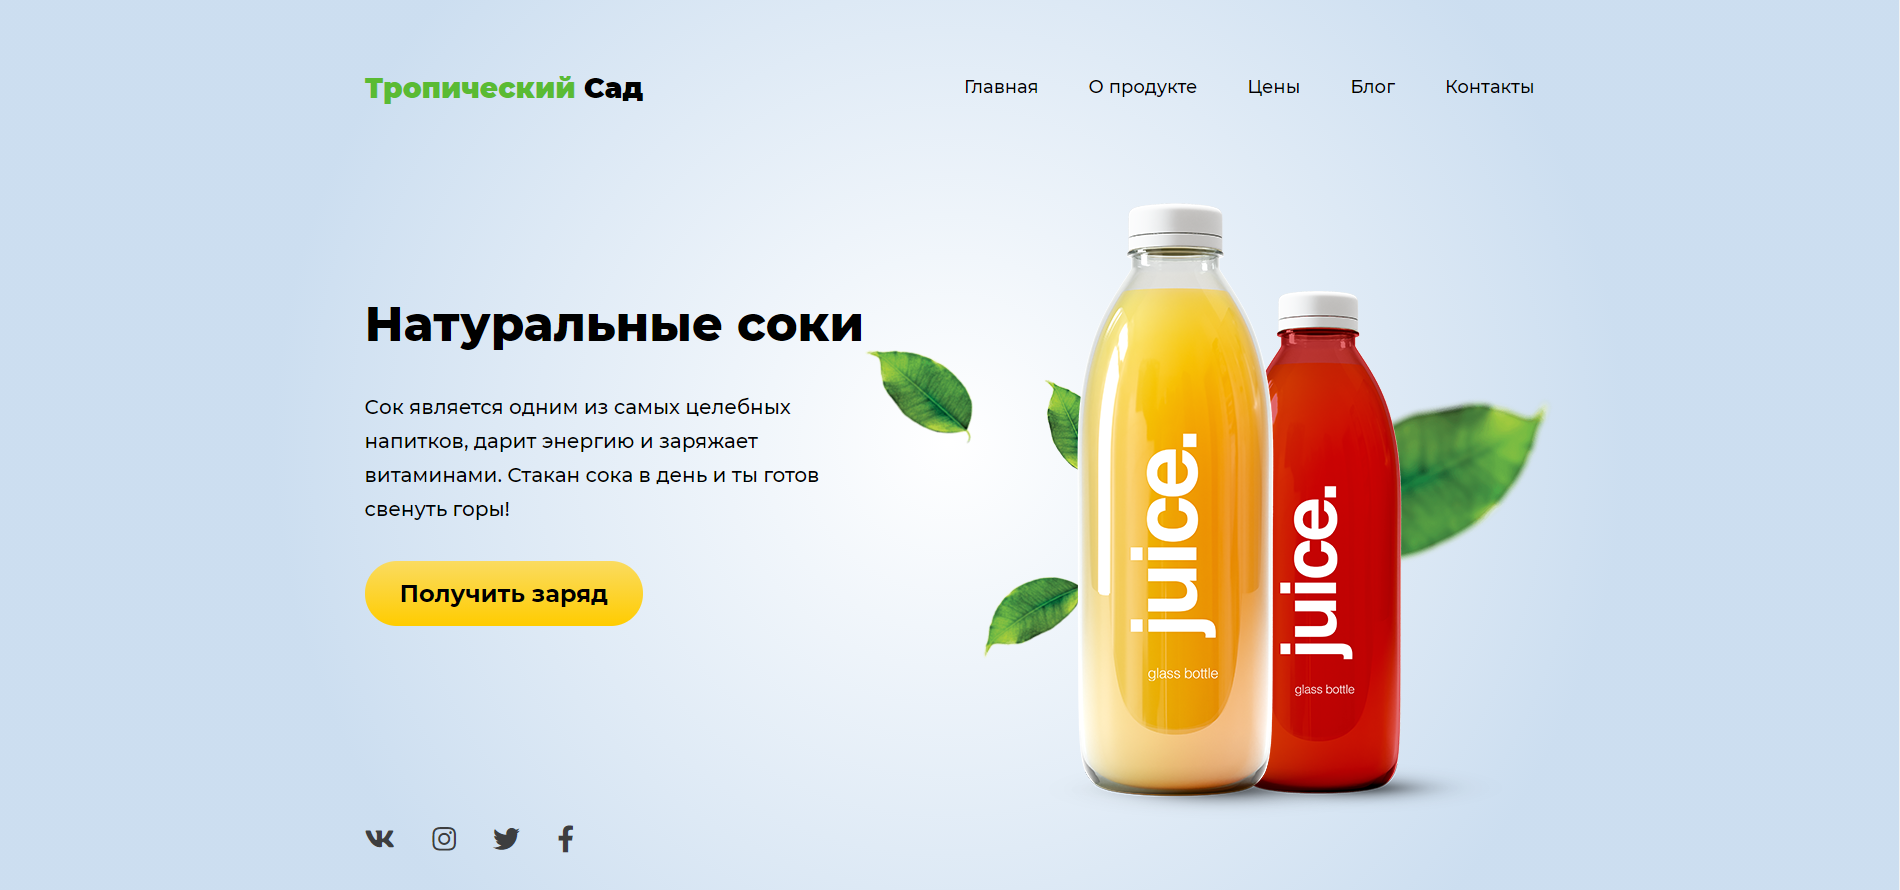 Тропический Сад
Главная О продукте Цены Блог Контакты
Натуральные соки
Сок является одним из самых целебных
напитков, дарит энергию и заряжает
витаминами. Стакан сока в день и ты готов
свенуть горы!
Получить заряд
juice.
glass bottle
juice.
glass bottle